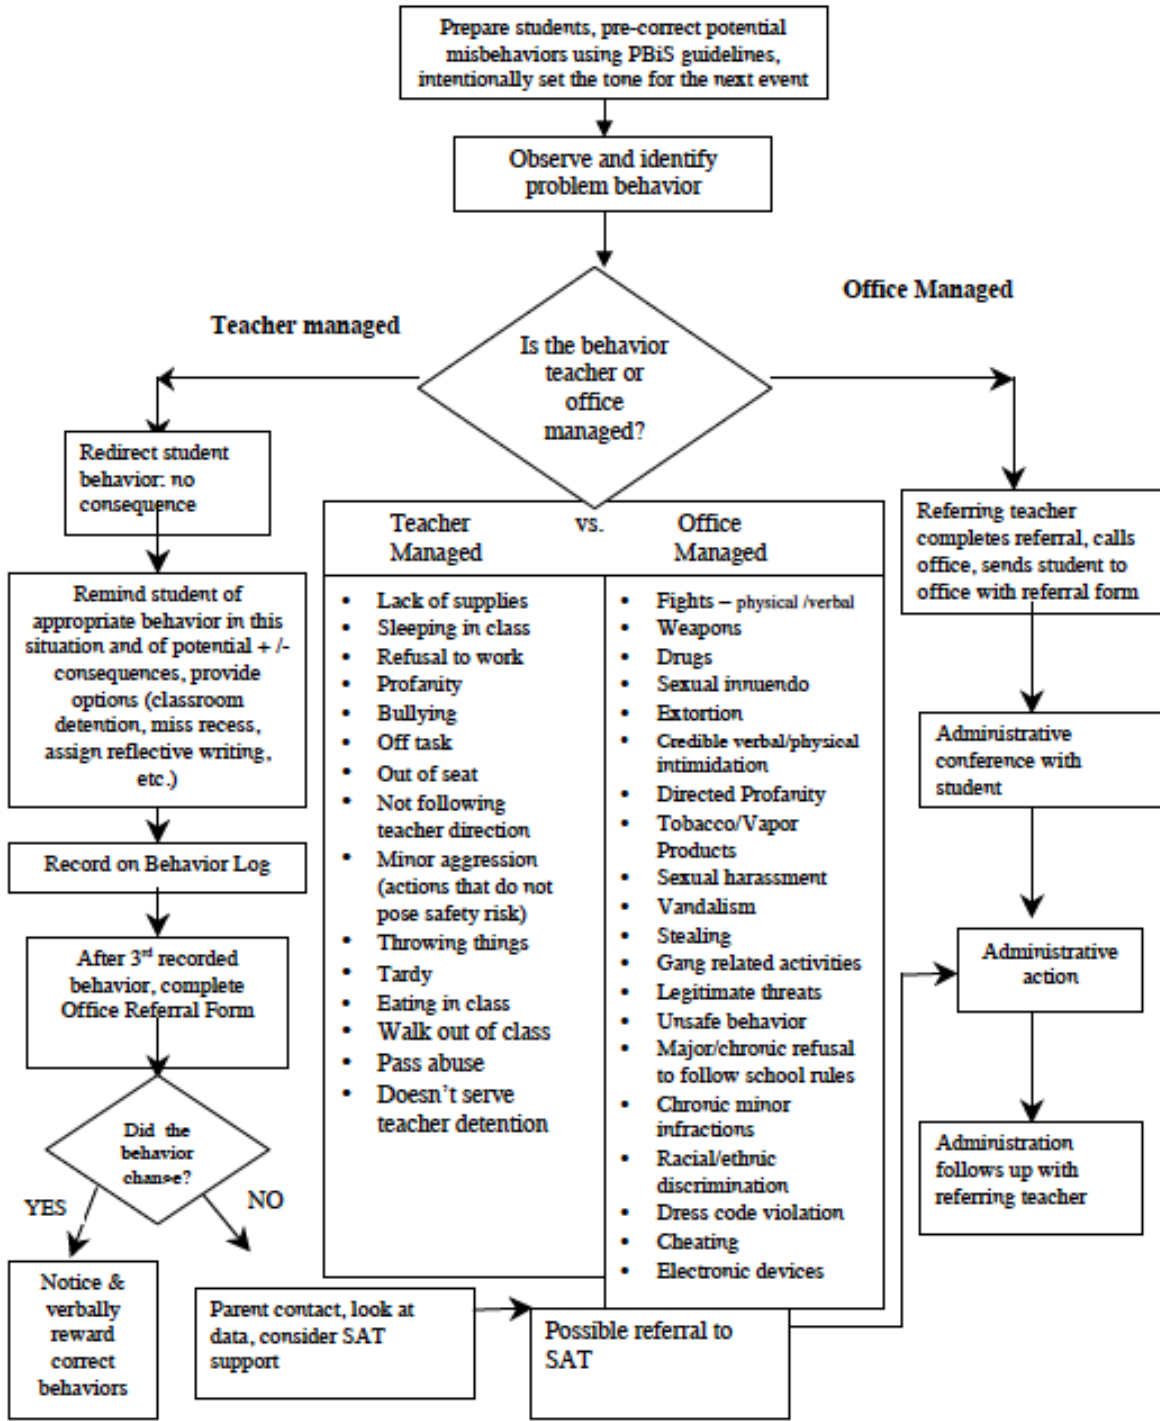 Prepare students, pre-correct potential
misbehaviors using PBiS guidelines,
intentionally set the tone for the next event
Observe and identify
problem behavior
Office Managed
Teacher managed
Is the behavior
teacher or
office
managed?
Redirect student
behavior: no
consequence
Remind student of
appropriate behavior in this
situation and of potential + /-
consequences, provide
options (classroom
detention, miss recess,
assign reflective writing,
etc.)
Record on Behavior Log
After 3rd recorded
behavior, complete
Office Referral Form
Did the
behavior
change?
YES
NO
Notice &
verbally
reward
correct
behaviors
Parent contact, look at
data, consider SAT
support
Possible referral to
SAT
Teacher vs. Office
Managed Managed
• Lack of supplies
• Sleeping in class
• Refusal to work
• Profanity
• Bullying
• Off task
• Out of seat
• Not following
teacher direction
• Minor aggression
(actions that do not
pose safety risk)
• Throwing things
• Tardy
• Eating in class
• Walk out of class
• Pass abuse
• Doesn't serve
teacher detention
• Fights – physical /verbal
• Weapons
• Drugs
• Sexual innuendo
• Extortion
• Credible verbal/physical
intimidation
• Directed Profanity
• Tobacco/Vapor
Products
• Sexual harassment
• Vandalism
• Stealing
• Gang related activities
• Legitimate threats
• Unsafe behavior
• Major/chronic refusal
to follow school rules
• Chronic minor
infractions
• Racial/ethnic
discrimination
• Dress code violation
• Cheating
• Electronic devices
Referring teacher
completes referral, calls
office, sends student to
office with referral form
Administrative
conference with
student
Administrative
action
Administration
follows up with
referring teacher